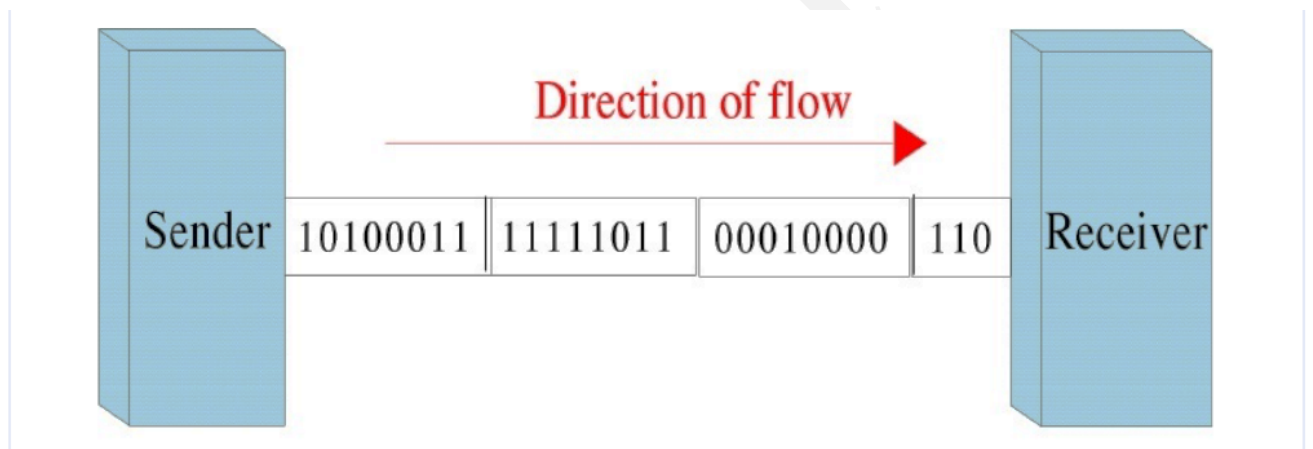 Direction of flow
Sender 10100011 11111011 00010000 110 Receiver